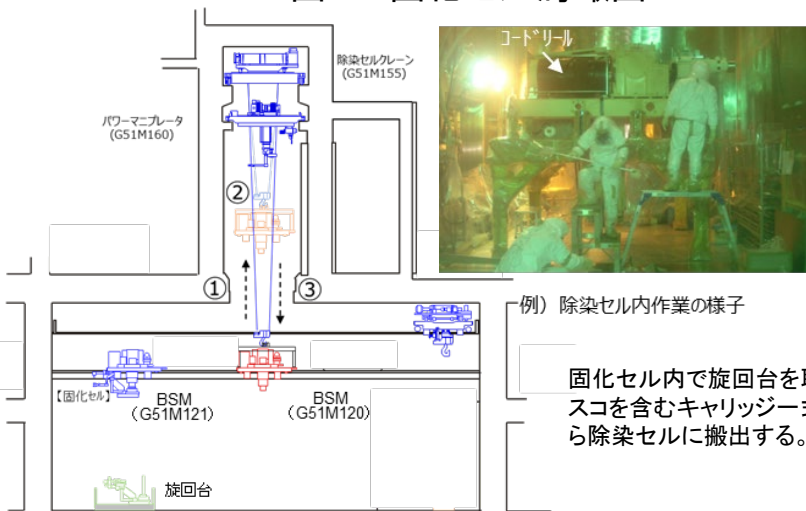 除染セルクレーン
(G51M155)
パワーマニプレータ
(G51M160)
コードリール
②
①
③
例）除染セル内作業の様子
【固化セル】
BSM
(G51M121)
BSM
(G51M120)
固化セル内で旋回台を
スコを含むキャリッジ
ら除染セルに搬出する。
旋回台